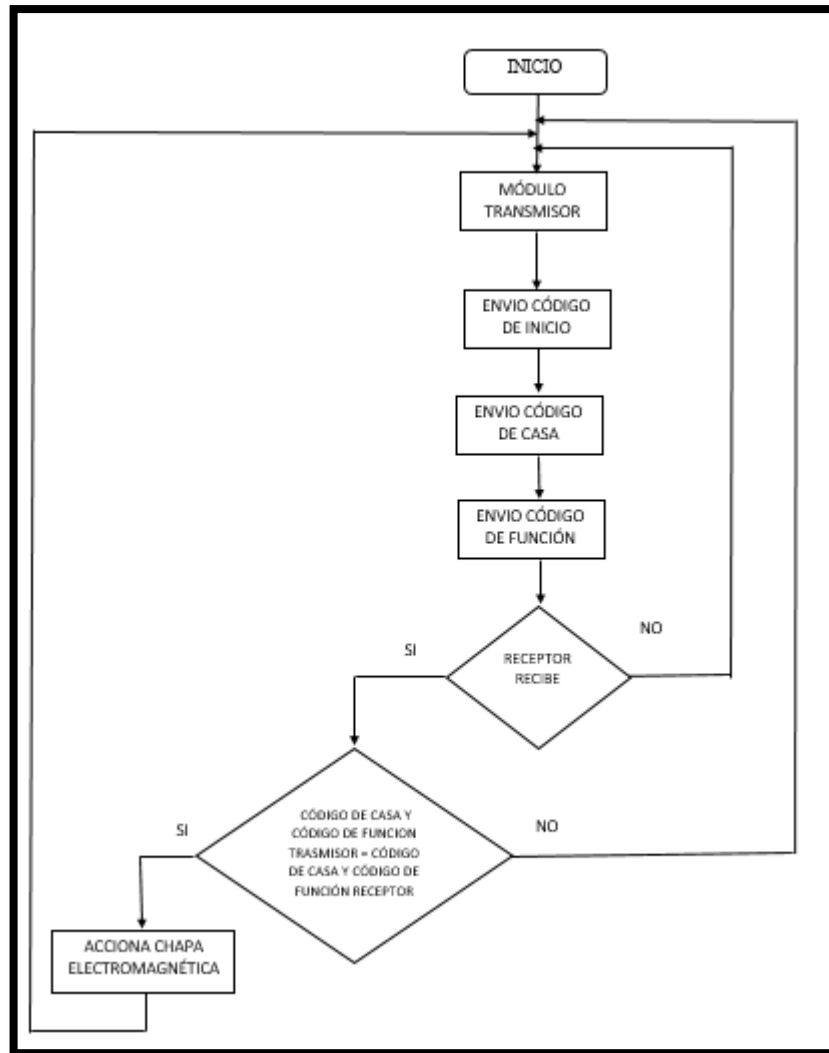 INICIO
MÓDULO
TRANSMISOR
ENVIO CÓDIGO
DE INICIO
ENVIO CÓDIGO
DE CASA
ENVIO CÓDIGO
DE FUNCIÓN
RECEPTOR
RECIBE
SI
NO
CÓDIGO DE CASA Y
CÓDIGO DE FUNCION
TRASMISOR = CÓDIGO
DE CASA Y CÓDIGO DE
FUNCIÓN RECEPTOR
SI
NO
ACCIONA CHAPA
ELECTROMAGNÉTICA